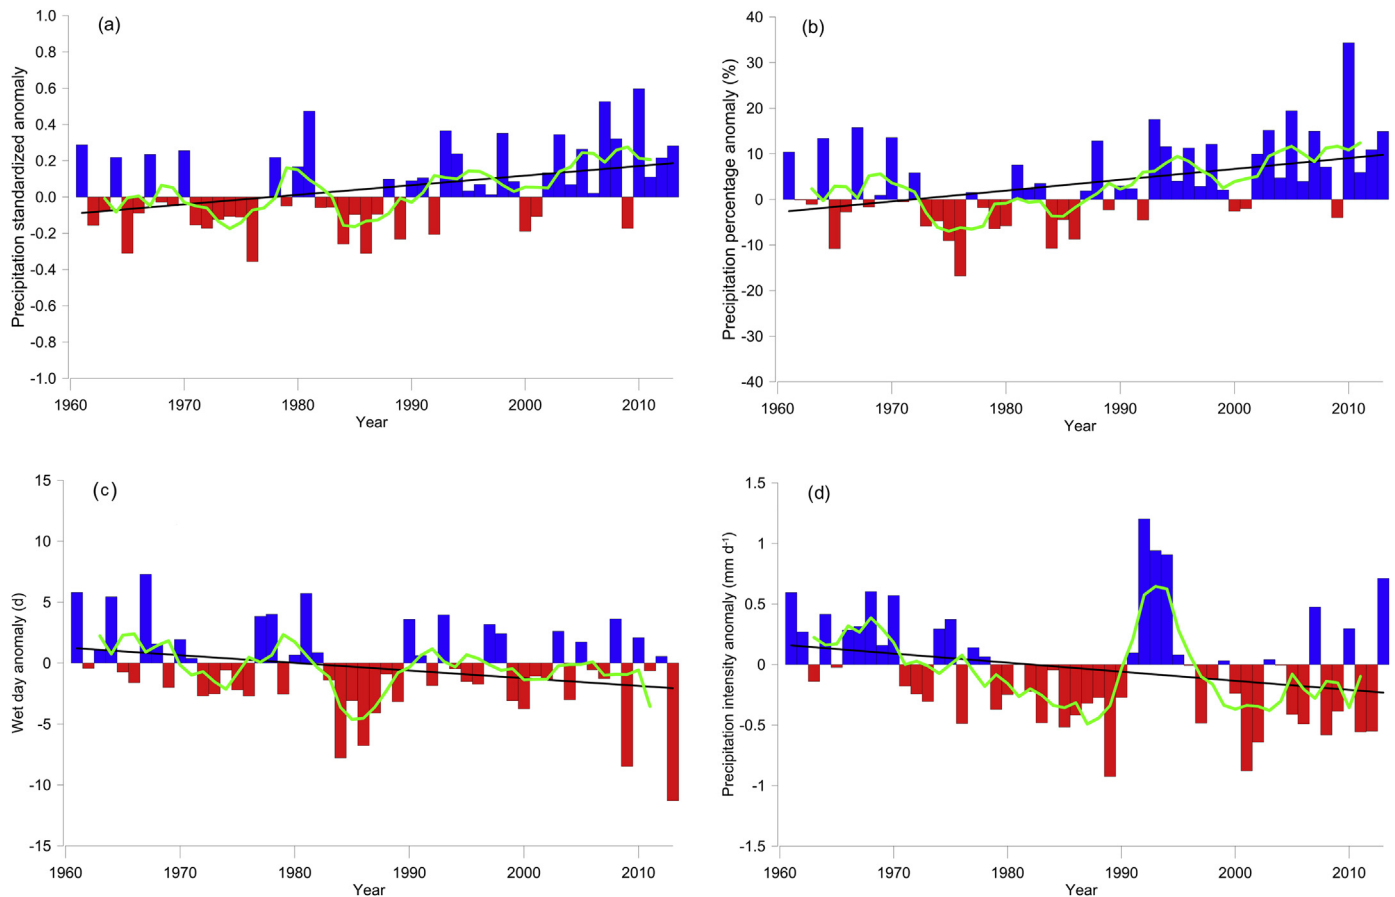 (a)
Precipitation standardized anomaly
1.0
0.8
0.6
0.4
0.2
0.0
-0.2
-0.4
-0.6
-0.8
-1.0
1960 1970 1980 1990 2000 2010
Year
(b)
Precipitation percentage anomaly (%)
40
30
20
10
0
-10
-20
-30
-40
1960 1970 1980 1990 2000 2010
Year
(c)
Wet day anomaly (d)
15
10
5
0
-5
-10
-15
1960 1970 1980 1990 2000 2010
Year
(d)
Precipitation intensity anomaly (mm d⁻¹)
1.5
1
0.5
0
-0.5
-1
-1.5
1960 1970 1980 1990 2000 2010
Year